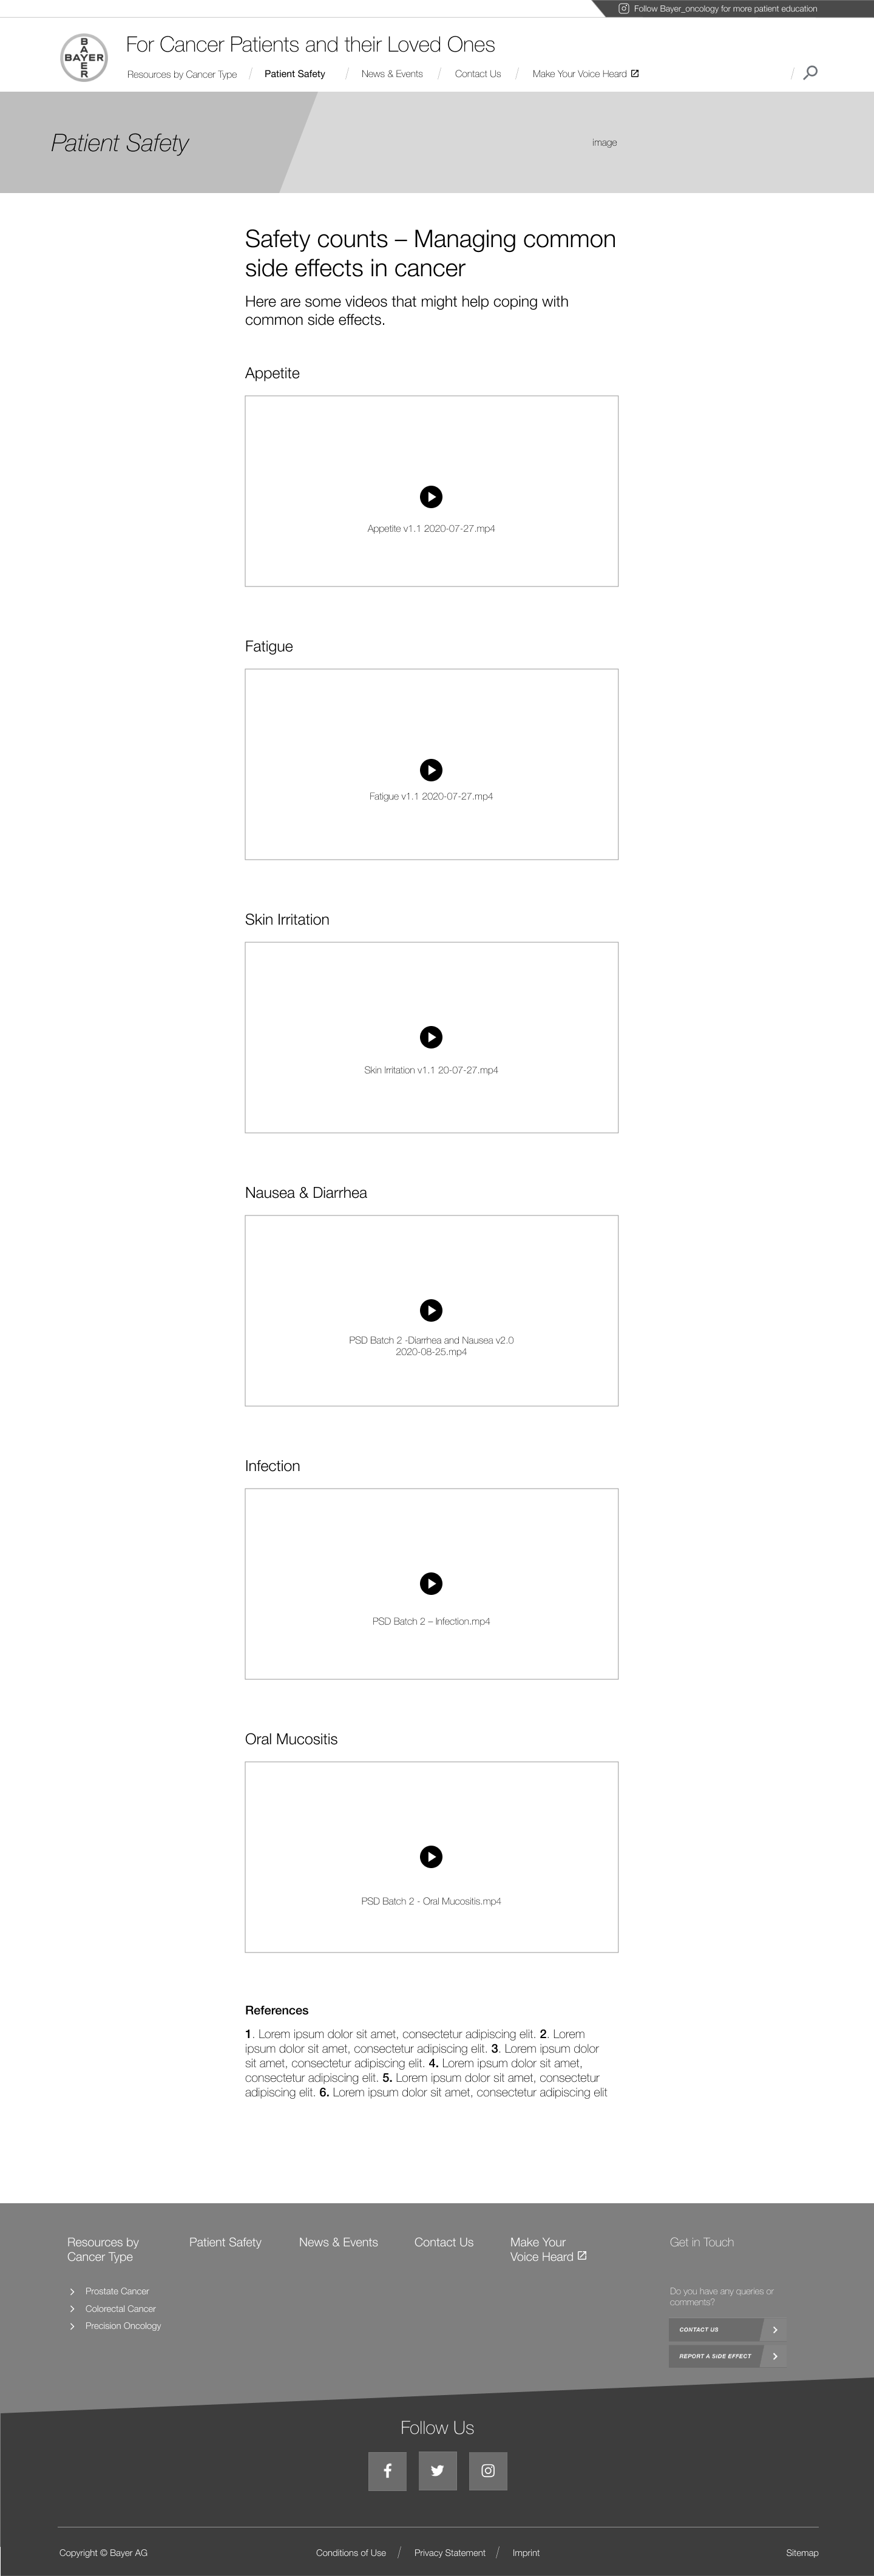 Follow Bayer_oncology for more patient education
BAYER
BAYER
For Cancer Patients and their Loved Ones
Resources by Cancer Type / Patient Safety / News & Events / Contact Us / Make Your Voice Heard /
Patient Safety
image
Safety counts – Managing common
side effects in cancer
Here are some videos that might help coping with
common side effects.
Appetite
Appetite v1.1 2020-07-27.mp4
Fatigue
Fatigue v1.1 2020-07-27.mp4
Skin Irritation
Skin Irritation v1.1 20-07-27.mp4
Nausea & Diarrhea
PSD Batch 2 -Diarrhea and Nausea v2.0
2020-08-25.mp4
Infection
PSD Batch 2 – Infection.mp4
Oral Mucositis
PSD Batch 2 - Oral Mucositis.mp4
References
1. Lorem ipsum dolor sit amet, consectetur adipiscing elit. 2. Lorem
ipsum dolor sit amet, consectetur adipiscing elit. 3. Lorem ipsum dolor
sit amet, consectetur adipiscing elit. 4. Lorem ipsum dolor sit amet,
consectetur adipiscing elit. 5. Lorem ipsum dolor sit amet, consectetur
adipiscing elit. 6. Lorem ipsum dolor sit amet, consectetur adipiscing elit
Resources by
Cancer Type
Prostate Cancer
Colorectal Cancer
Precision Oncology
Patient Safety
News & Events
Contact Us
Make Your
Voice Heard
Get in Touch
Do you have any queries or
comments?
CONTACT US
REPORT A SIDE EFFECT
Follow Us
Copyright © Bayer AG
Conditions of Use / Privacy Statement / Imprint
Sitemap